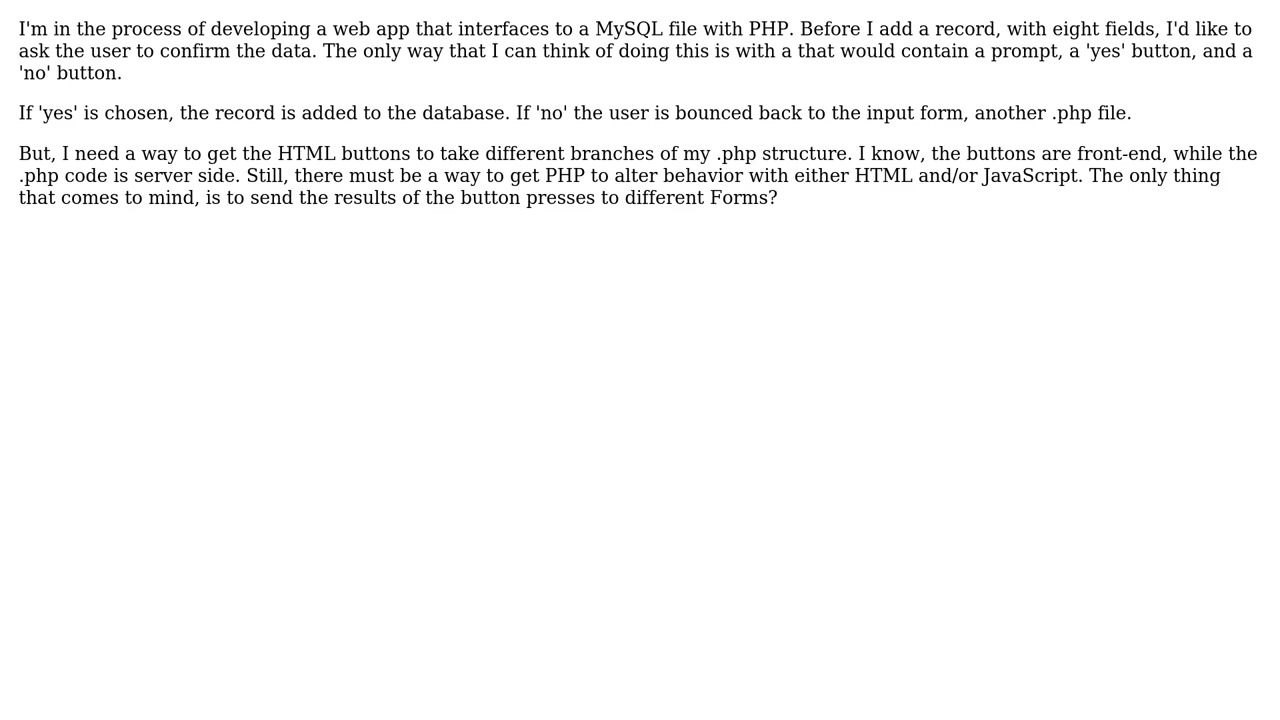 I'm in the process of developing a web app that interfaces to a MySQL file with PHP. Before I add a record, with eight fields, I'd like to
ask the user to confirm the data. The only way that I can think of doing this is with a that would contain a prompt, a 'yes' button, and a
'no' button.
If 'yes' is chosen, the record is added to the database. If 'no' the user is bounced back to the input form, another .php file.
But, I need a way to get the HTML buttons to take different branches of my .php structure. I know, the buttons are front-end, while the
.php code is server side. Still, there must be a way to get PHP to alter behavior with either HTML and/or JavaScript. The only thing
that comes to mind, is to send the results of the button presses to different Forms?